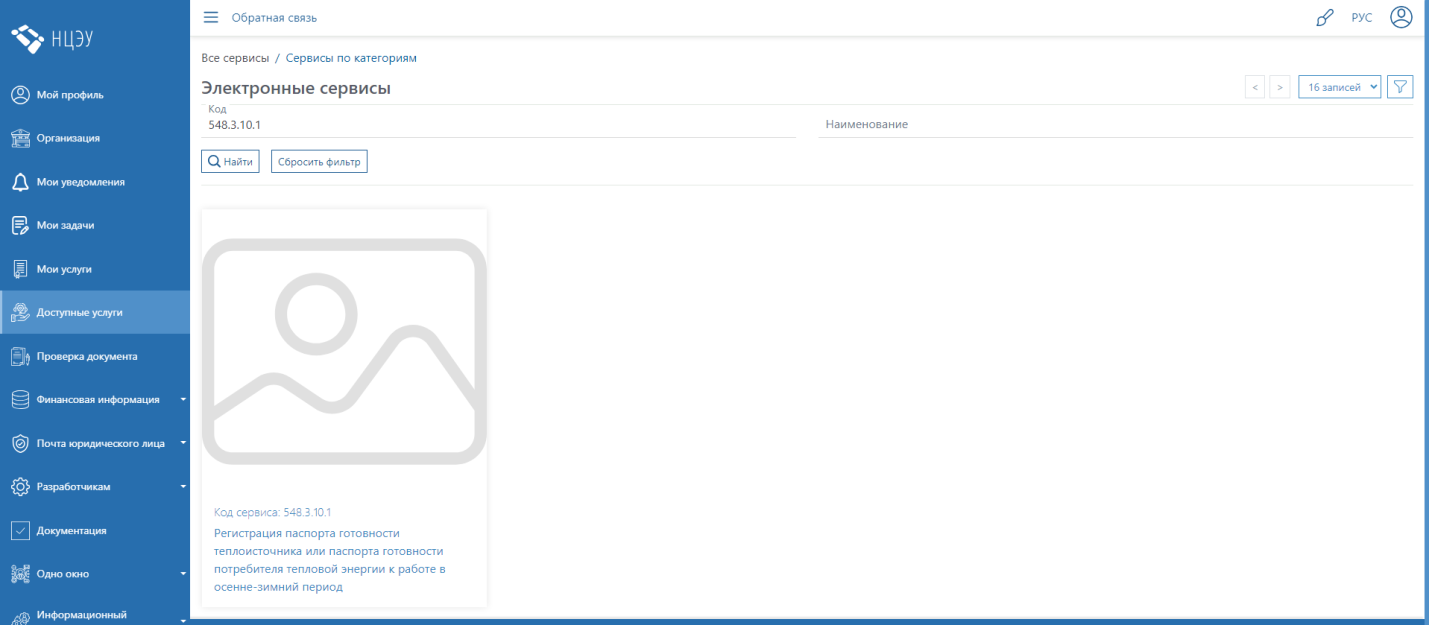 НЦЭУ
Мой профиль
Организация
Мои уведомления
Мои задачи
Мои услуги
Доступные услуги
Проверка документа
Финансовая информация
Почта юридического лица
Разработчикам
Документация
Одно окно
Информационный
Обратная связь
РУС
Все сервисы / Сервисы по категориям
Электронные сервисы
< > 16 записей
Код
548.3.10.1
Наименование
Найти
Сбросить фильтр
Код сервиса: 548.3.10.1
Регистрация паспорта готовности
теплоисточника или паспорта готовности
потребителя тепловой энергии к работе в
осенне-зимний период